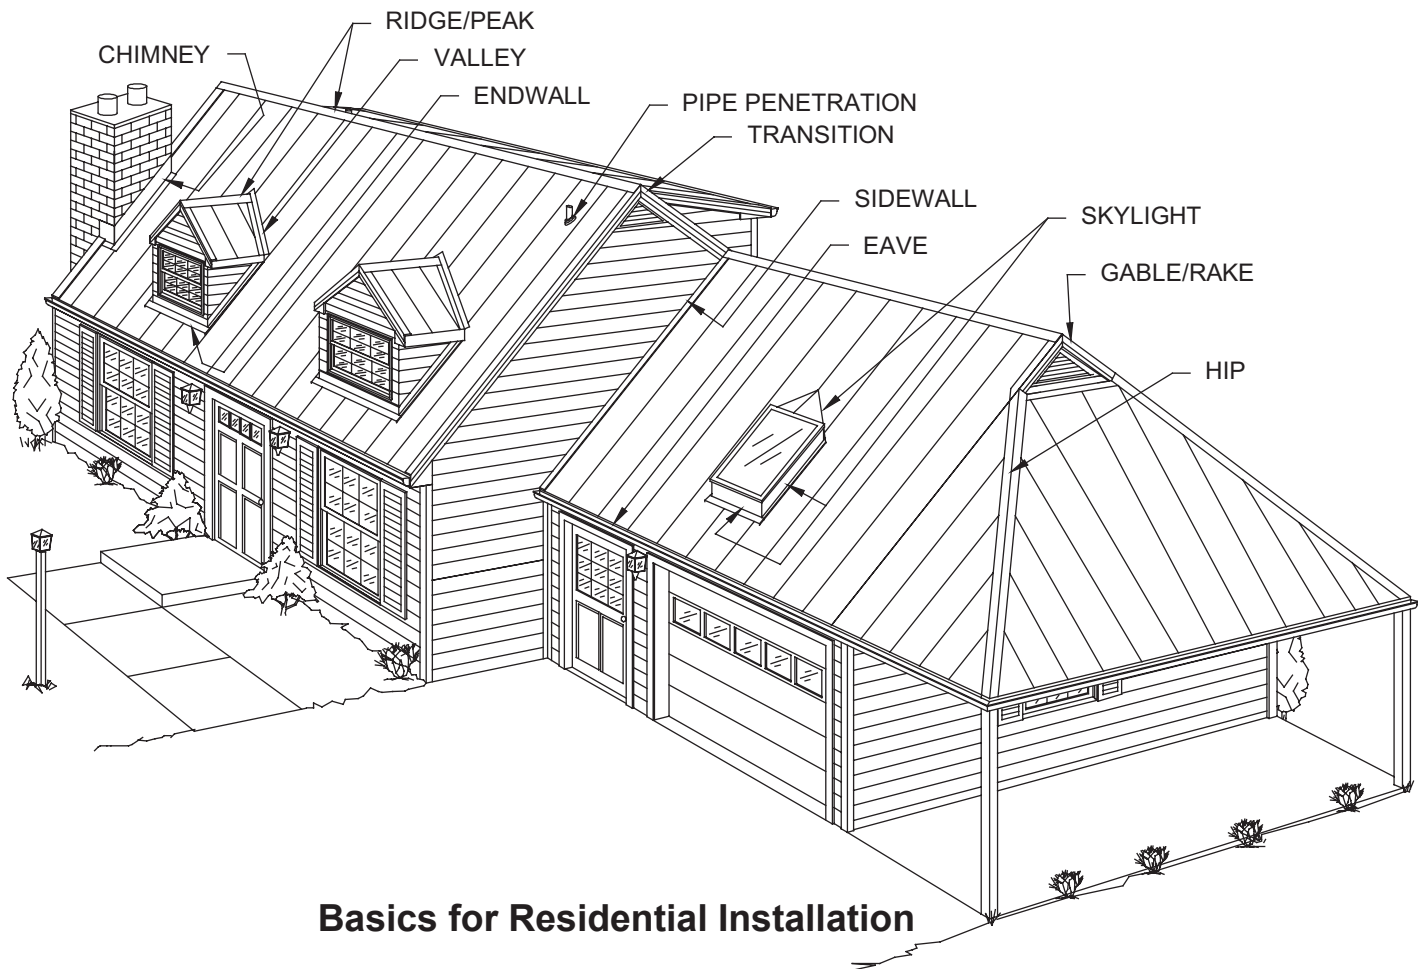 RIDGE/PEAK
CHIMNEY
VALLEY
ENDWALL
PIPE PENETRATION
TRANSITION
SIDEWALL
SKYLIGHT
EAVE
GABLE/RAKE
HIP
Basics for Residential Installation